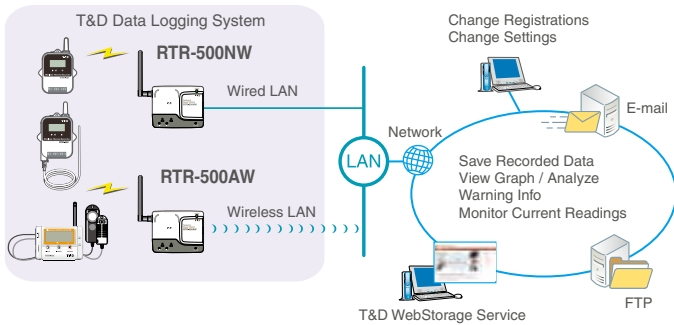 T&D Data Logging System
RTR-500NW
Wired LAN
RTR-500AW
Wireless LAN
LAN
Network
Change Registrations
Change Settings
E-mail
Save Recorded Data
View Graph / Analyze
Warning Info
Monitor Current Readings
FTP
T&D WebStorage Service